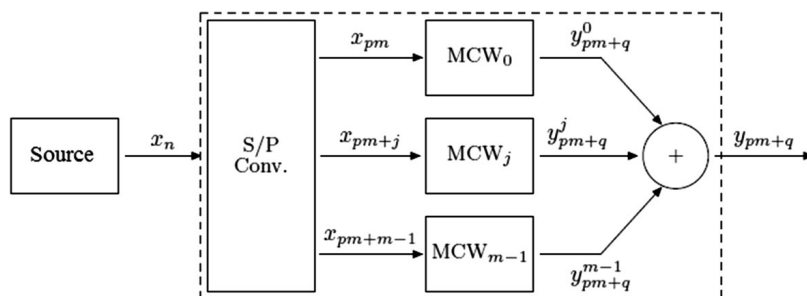 Source
x_n
S/P
Conv.
x_{pm}
MCW_0
y^0_{pm+q}
x_{pm+j}
MCW_j
y^j_{pm+q}
+
y_{pm+q}
x_{pm+m-1}
MCW_{m-1}
y^{m-1}_{pm+q}